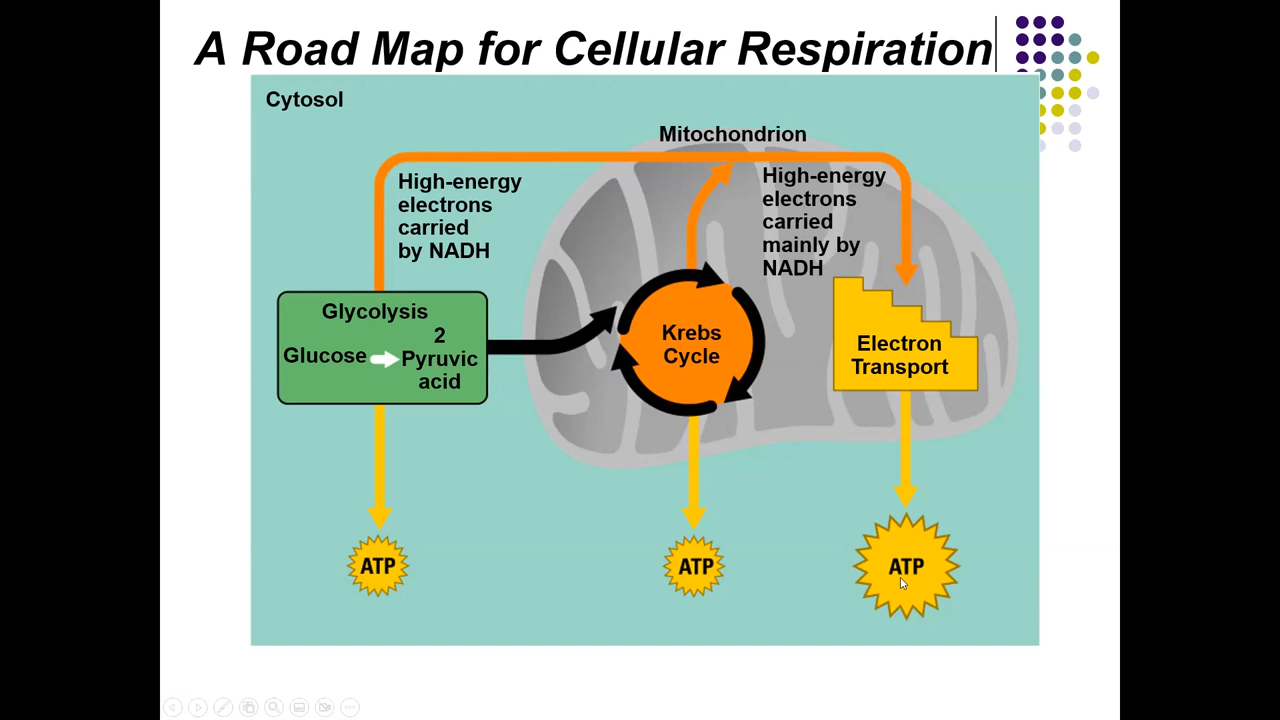 A Road Map for Cellular Respiration
Cytosol
Mitochondrion
High-energy
electrons
carried
by NADH
High-energy
electrons
carried
mainly by
NADH
Glycolysis
Glucose
2
Pyruvic
acid
Krebs
Cycle
Electron
Transport
ATP
ATP
ATP